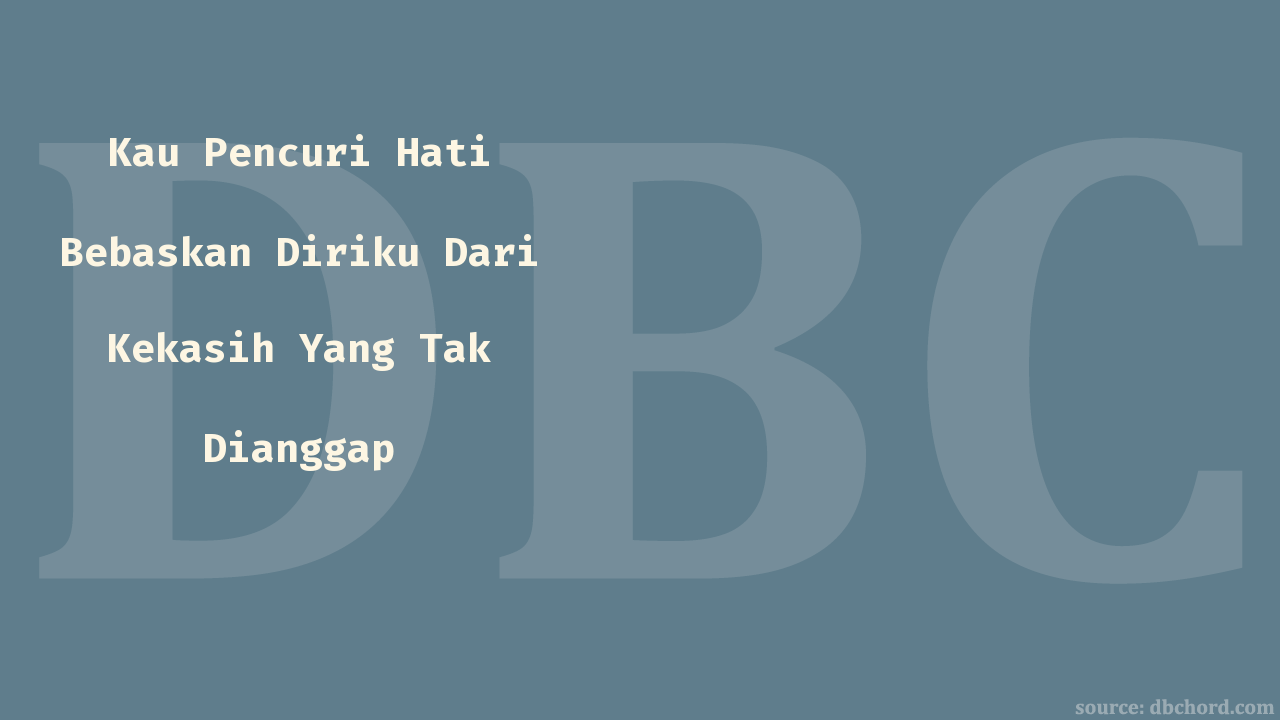 Kau Pencuri Hati
Bebaskan Diriku Dari
Kekasih Yang Tak
Dianggap
DBC
source: dbchord.com